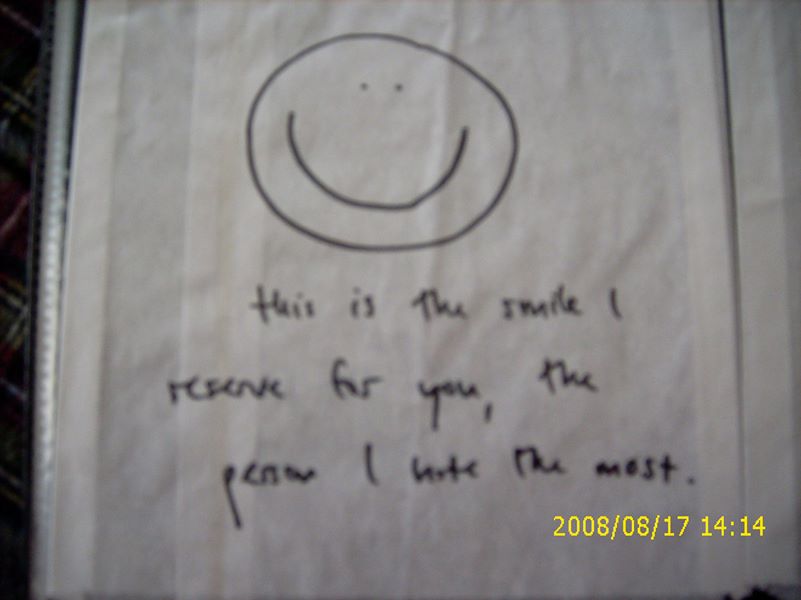 this is the smile I
reserve for you, the
person I hate the most.
2008/08/17 14:14